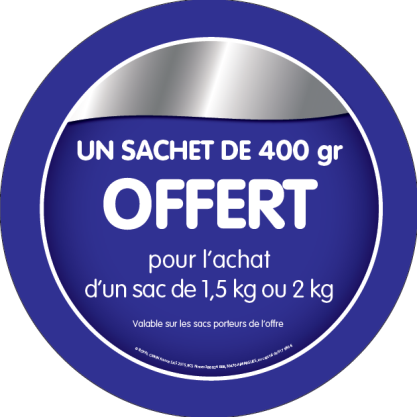 UN SACHET DE 400 gr
OFFERT
pour l'achat
d'un sac de 1,5 kg ou 2 kg
Valable sur les sacs porteurs de l'offre